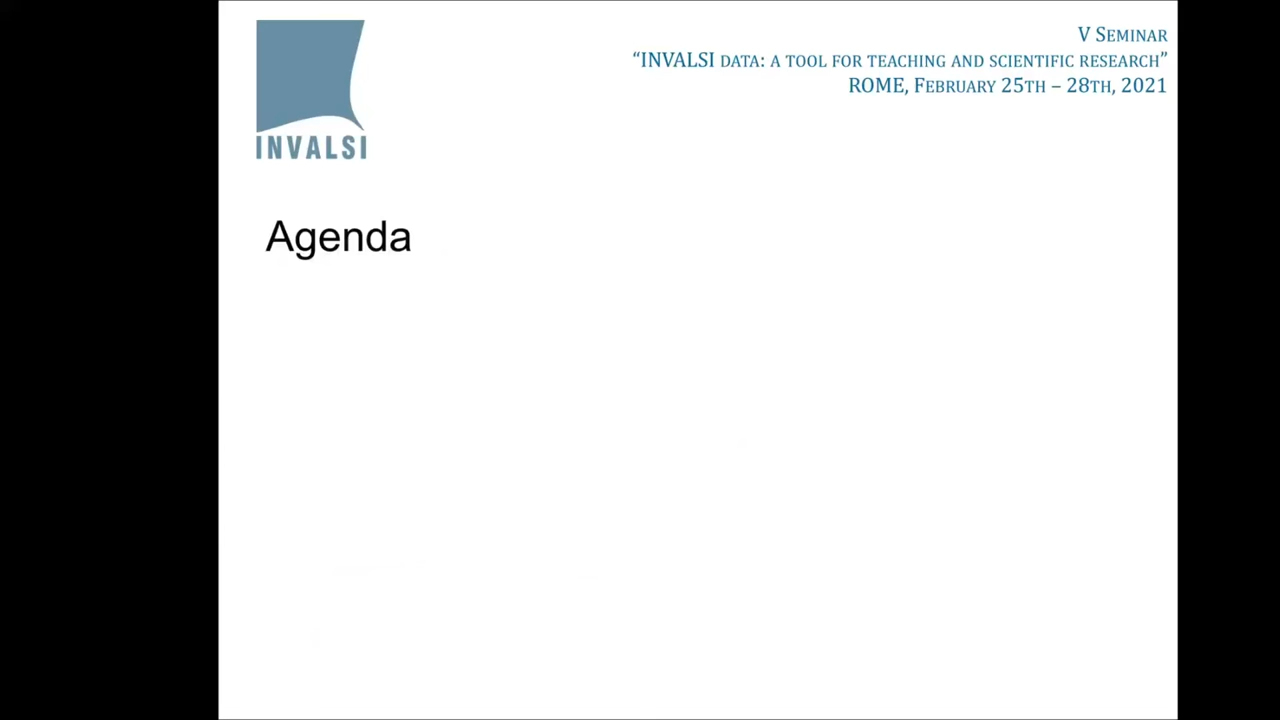 V Seminar
“INVALSI data: a tool for teaching and scientific research”
ROME, February 25th – 28th, 2021
INVALSI
Agenda